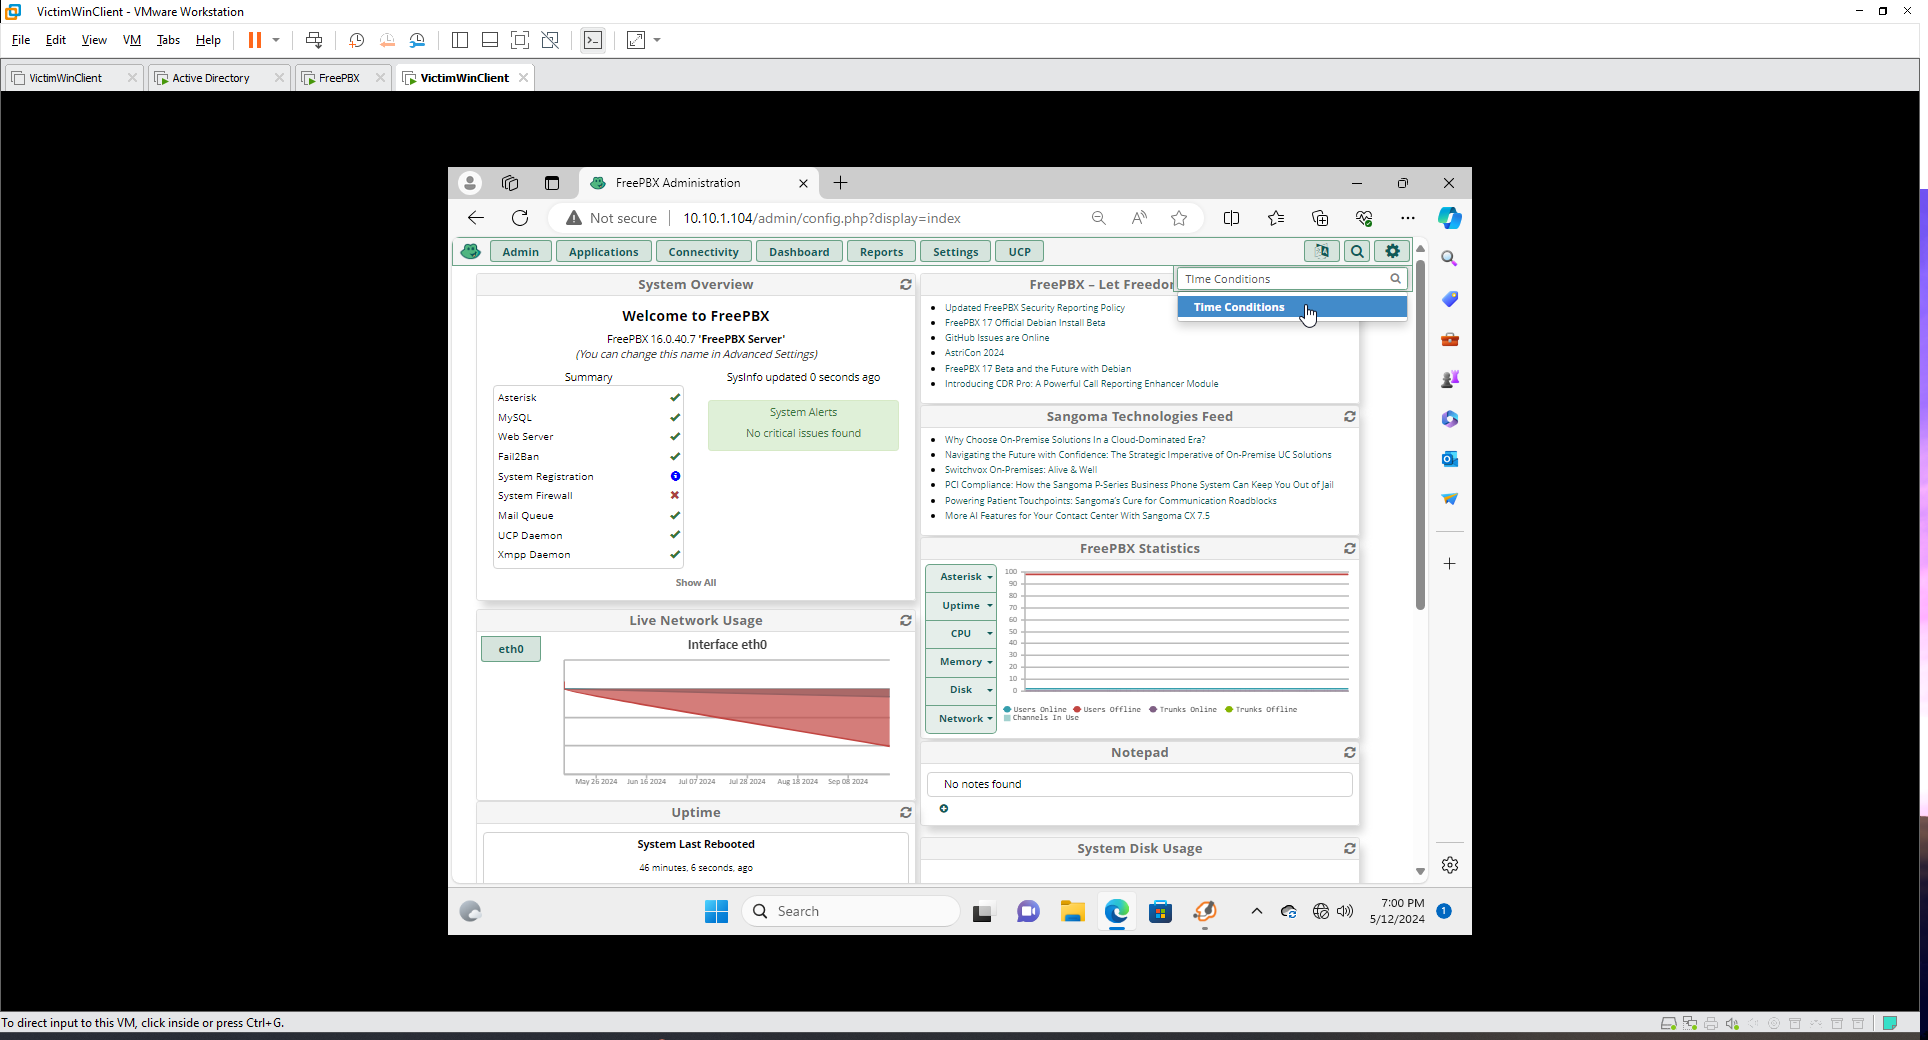 VictimWinClient - VMware Workstation
File Edit View VM Tabs Help
VictimWinClient Active Directory FreePBX VictimWinClient
FreePBX Administration
Not secure 10.10.1.104/admin/config.php?display=index
Admin Applications Connectivity Dashboard Reports Settings UCP
TIme Conditions
TIme Conditions
System Overview
Welcome to FreePBX
FreePBX 16.0.40.7 'FreePBX Server'
(You can change this name in Advanced Settings)
Summary
Asterisk
MySQL
Web Server
Fail2Ban
System Registration
System Firewall
Mail Queue
UCP Daemon
Xmpp Daemon
SysInfo updated 0 seconds ago
System Alerts
No critical issues found
Show All
Live Network Usage
eth0
Interface eth0
May 26 2024 Jun 16 2024 Jul 07 2024 Jul 28 2024 Aug 18 2024 Sep 08 2024
Uptime
System Last Rebooted
46 minutes, 6 seconds, ago
FreePBX – Let Freedom
Updated FreePBX Security Reporting Policy
FreePBX 17 Official Debian Install Beta
GitHub Issues are Online
AstriCon 2024
FreePBX 17 Beta and the Future with Debian
Introducing CDR Pro: A Powerful Call Reporting Enhancer Module
Sangoma Technologies Feed
Why Choose On-Premise Solutions In a Cloud-Dominated Era?
Navigating the Future with Confidence: The Strategic Imperative of On-Premise UC Solutions
Switchvox On-Premises: Alive & Well
PCI Compliance: How the Sangoma P-Series Business Phone System Can Keep You Out of Jail
Powering Patient Touchpoints: Sangoma's Cure for Communication Roadblocks
More AI Features for Your Contact Center With Sangoma CX 7.5
FreePBX Statistics
Asterisk
Uptime
CPU
Memory
Disk
Network
100
90
80
70
60
50
40
30
20
10
0
Users Online Users Offline Trunks Online Trunks Offline
Channels In Use
Notepad
No notes found
System Disk Usage
Search
7:00 PM
5/12/2024
1
To direct input to this VM, click inside or press Ctrl+G.